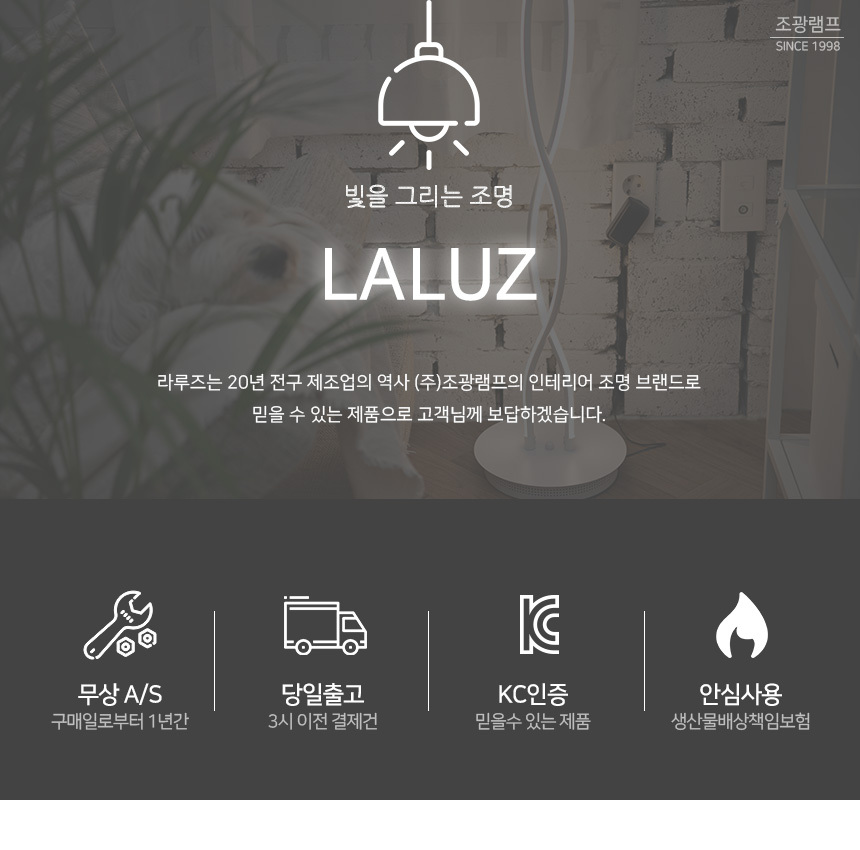 조광램프
SINCE 1998
빛을 그리는 조명
LALUZ
라루즈는 20년 전구 제조업의 역사 (주)조광램프의 인테리어 조명 브랜드로
믿을 수 있는 제품으로 고객님께 보답하겠습니다.
무상 A/S
구매일로부터 1년간
당일출고
3시 이전 결제건
KC인증
믿을수 있는 제품
안심사용
생산물배상책임보험